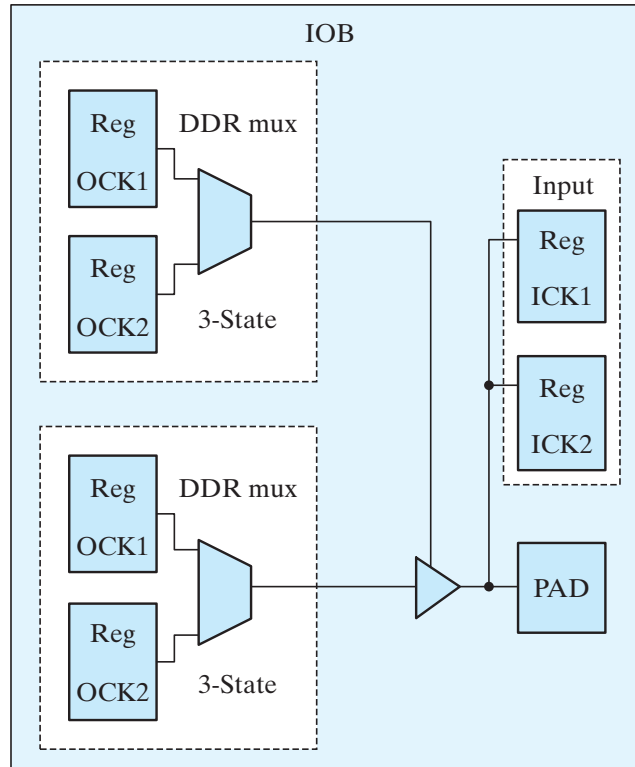 IOB
Reg
OCK1
DDR mux
Reg
OCK2
3-State
Input
Reg
ICK1
Reg
ICK2
Reg
OCK1
DDR mux
Reg
OCK2
3-State
PAD